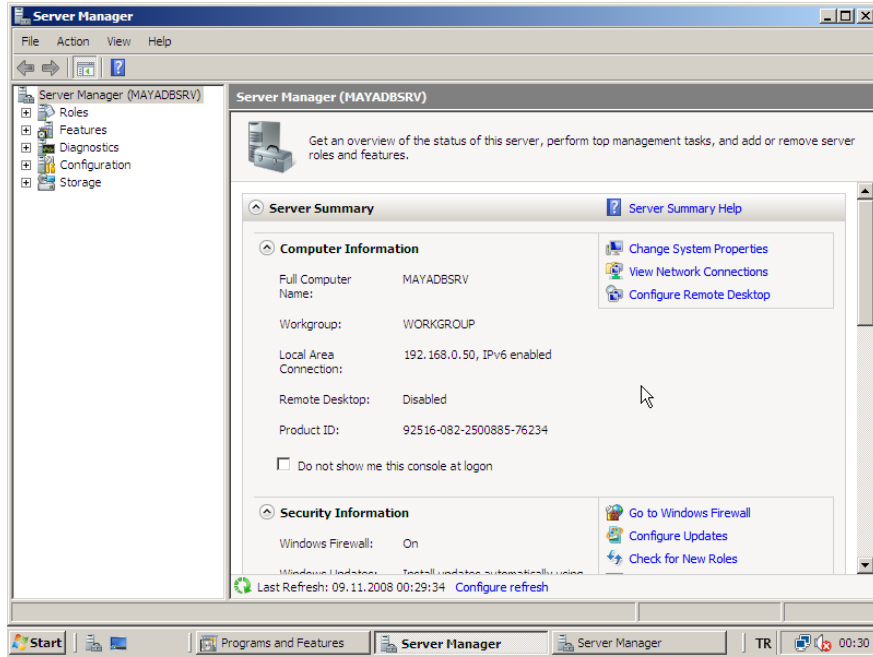 Server Manager
File Action View Help
Server Manager (MAYADBSRV)
Roles
Features
Diagnostics
Configuration
Storage
Server Manager (MAYADBSRV)
Get an overview of the status of this server, perform top management tasks, and add or remove server
roles and features.
Server Summary
Server Summary Help
Computer Information
Full Computer
Name:
MAYADBSRV
Workgroup:
WORKGROUP
Local Area
Connection:
192.168.0.50, IPv6 enabled
Remote Desktop:
Disabled
Product ID:
92516-082-2500885-76234
Do not show me this console at logon
Change System Properties
View Network Connections
Configure Remote Desktop
Security Information
Windows Firewall:
On
Windows Updates:
Install updates automatically using
Go to Windows Firewall
Configure Updates
Check for New Roles
Last Refresh: 09.11.2008 00:29:34 Configure refresh
Start
Programs and Features
Server Manager
Server Manager
TR
00:30